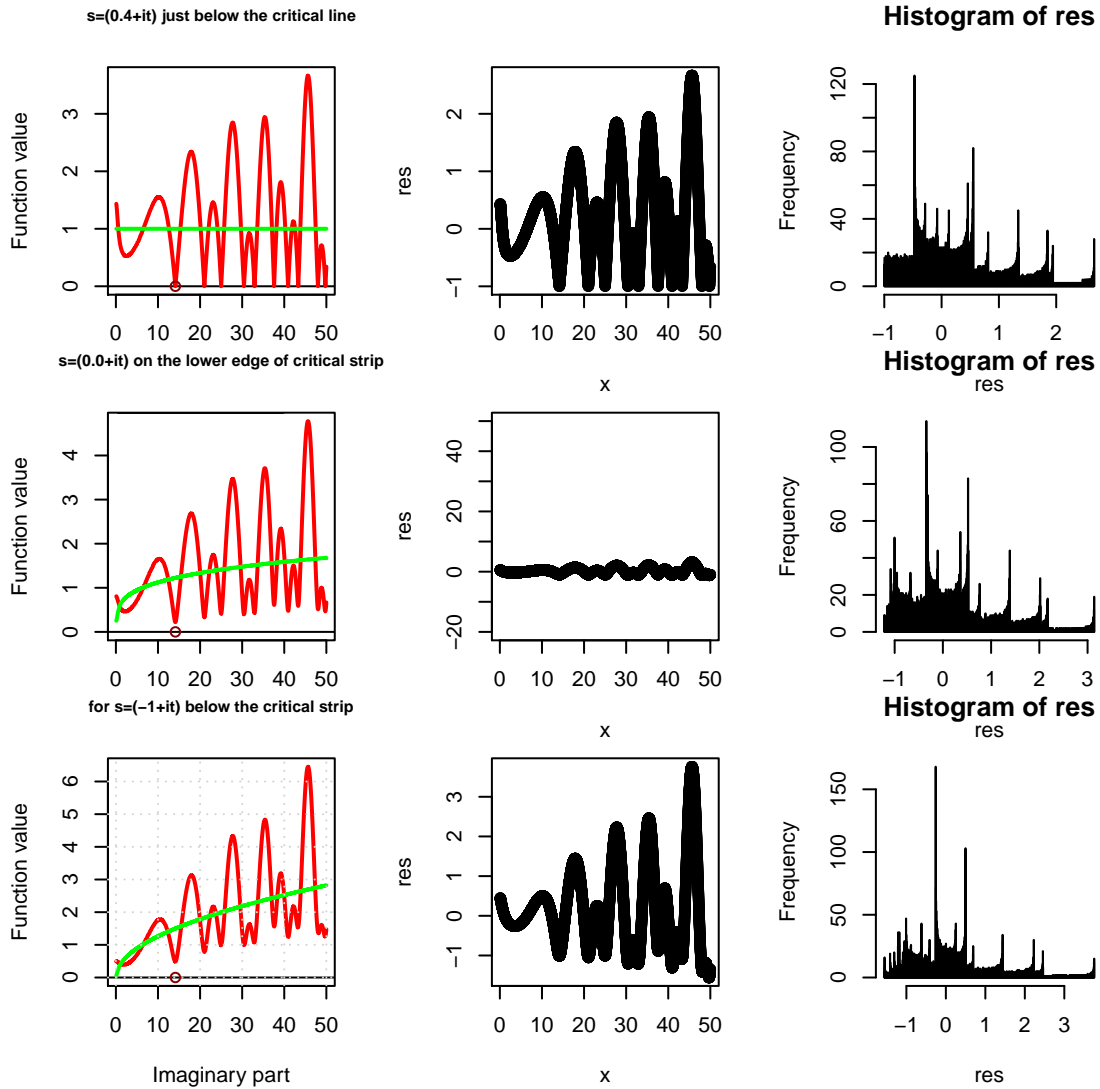 s=(0.4+it) just below the critical line
Function value
0 1 2 3
0 10 20 30 40 50
res
−1 0 1 2
0 10 20 30 40 50
x
Histogram of res
Frequency
0 40 80 120
−1 0 1 2
res
s=(0.0+it) on the lower edge of critical strip
Function value
0 1 2 3 4
0 10 20 30 40 50
res
−20 0 20 40
0 10 20 30 40 50
x
Histogram of res
Frequency
0 20 60 100
−1 0 1 2 3
res
for s=(−1+it) below the critical strip
Function value
0 1 2 3 4 5 6
0 10 20 30 40 50
Imaginary part
res
−1 0 1 2 3
0 10 20 30 40 50
x
Histogram of res
Frequency
0 50 100 150
−1 0 1 2 3
res